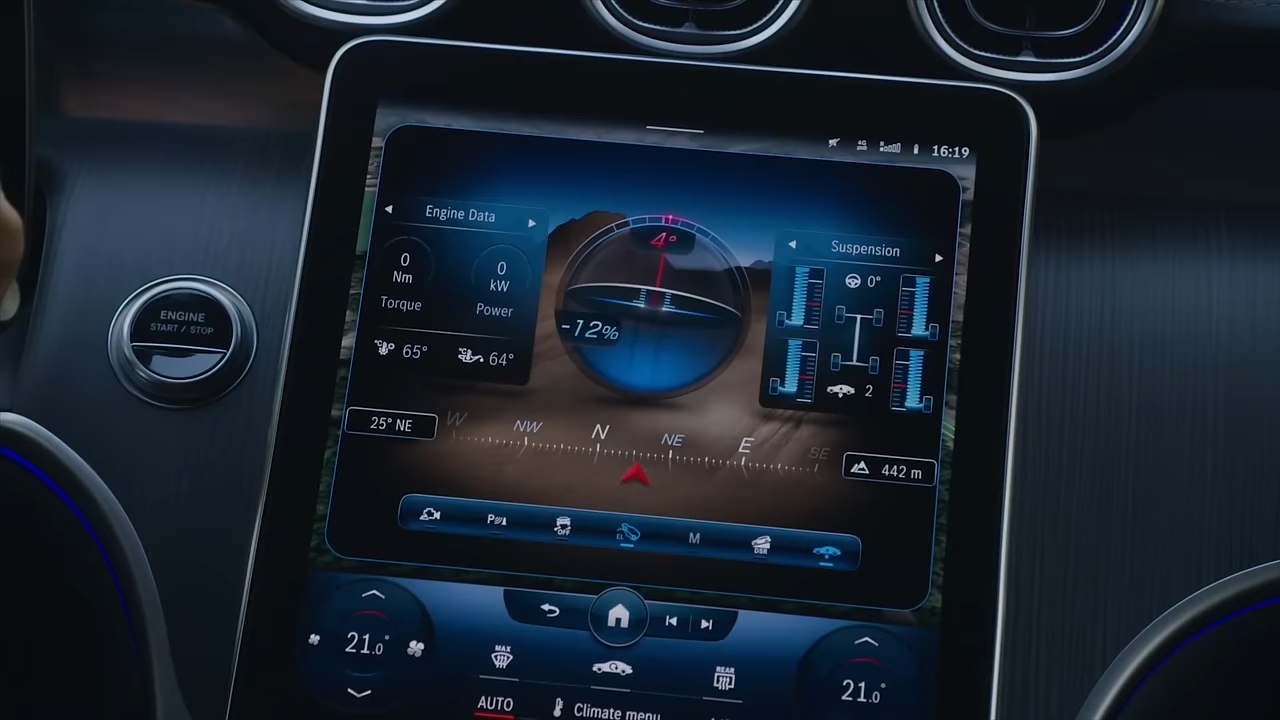 4G
16:19
ENGINE
START / STOP
Engine Data
0
Nm
Torque
0
kW
Power
°C
65°
°C
64°
4°
-12%
Suspension
0°
2
25° NE
W NW N NE E SE
442 m
P
OFF
EL
M
DSR
21.0°
MAX
REAR
21.0°
AUTO
Climate menu